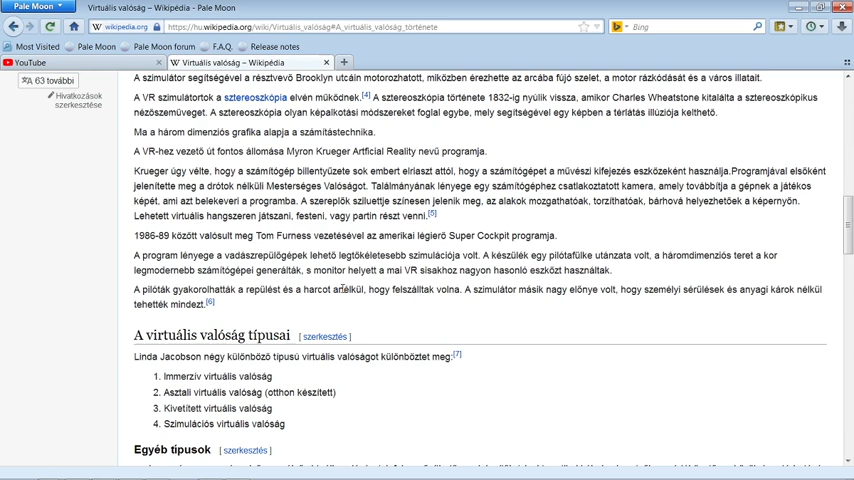 Pale Moon
Virtuális valóság – Wikipédia - Pale Moon
wikipedia.org
https://hu.wikipedia.org/wiki/Virtuális_valóság#A_virtuális_valóság_története
Bing
Most Visited Pale Moon Pale Moon forum F.A.Q. Release notes
YouTube
Virtuális valóság – Wikipédia
A szimulátor segítségével a résztvevő Brooklyn utcáin motorozhatott, miközben érezhette az arcába fújó szelet, a motor rázkódását és a város illatait.
63 további
Hivatkozások
szerkesztése
A VR szimulátortok a sztereoszkópia elvén működnek.[4] A sztereoszkópia története 1832-ig nyúlik vissza, amikor Charles Wheatstone kitalálta a sztereoszkópikus
nézőszemüveget. A sztereoszkópia olyan képalkotási módszereket foglal egybe, mely segítségével egy képben a térlátás illúziója kelthető.
Ma a három dimenziós grafika alapja a számítástechnika.
A VR-hez vezető út fontos állomása Myron Krueger Artficial Reality nevű programja.
Krueger úgy vélte, hogy a számítógép billentyűzete sok embert elriaszt attól, hogy a számítógépet a művészi kifejezés eszközeként használja.Programjával elsőként
jelenítette meg a drótok nélküli Mesterséges Valóságot. Találmányának lényege egy számítógéphez csatlakoztatott kamera, amely továbbítja a gépnek a játékos
képét, ami azt belekeveri a programba. A szereplők sziluettje színesen jelenik meg, az alakok mozgathatóak, torzíthatóak, bárhová helyezhetőek a képernyőn.
Lehetett virtuális hangszeren játszani, festeni, vagy partin részt venni.[5]
1986-89 között valósult meg Tom Furness vezetésével az amerikai légierő Super Cockpit programja.
A program lényege a vadászrepülőgépek lehető legtökéletesebb szimulációja volt. A készülék egy pilótafülke utánzata volt, a háromdimenziós teret a kor
legmodernebb számítógépei generálták, s monitor helyett a mai VR sisakhoz nagyon hasonló eszközt használtak.
A pilóták gyakorolhatták a repülést és a harcot anélkül, hogy felszálltak volna. A szimulátor másik nagy előnye volt, hogy személyi sérülések és anyagi károk nélkül
tehették mindezt.[6]
A virtuális valóság típusai [ szerkesztés ]
Linda Jacobson négy különböző típusú virtuális valóságot különböztet meg:[7]
1. Immerzív virtuális valóság
2. Asztali virtuális valóság (otthon készített)
3. Kivetített virtuális valóság
4. Szimulációs virtuális valóság
Egyéb típusok [ szerkesztés ]